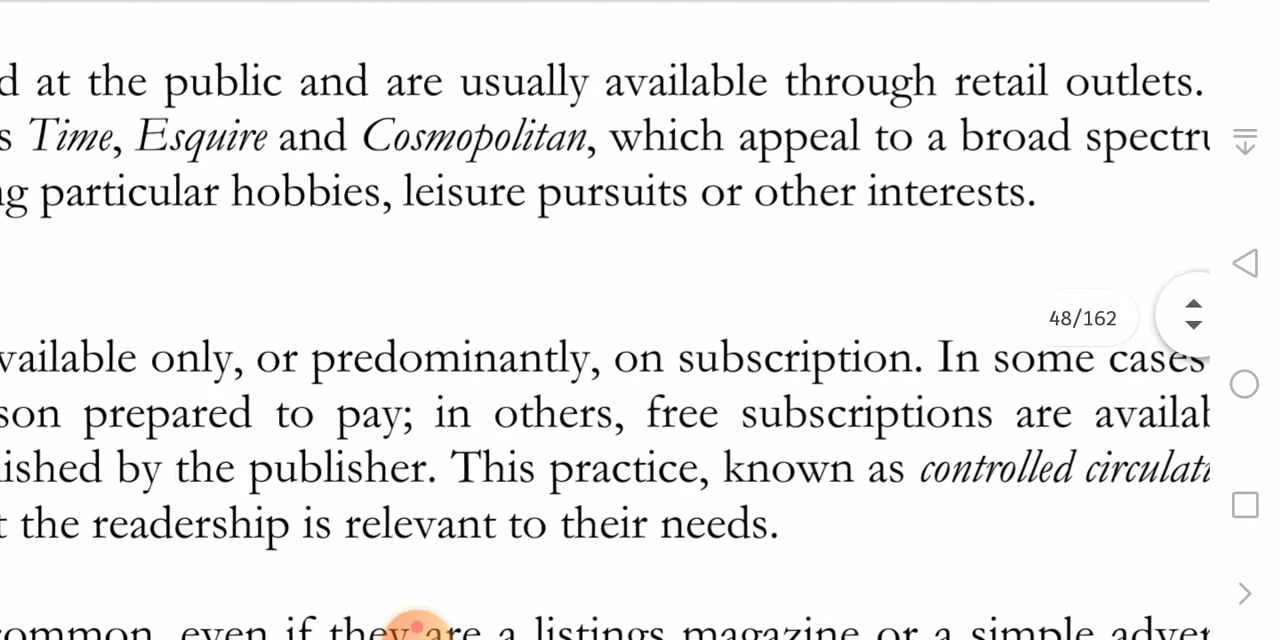 d at the public and are usually available through retail outlets.
s Time, Esquire and Cosmopolitan, which appeal to a broad spectru
ng particular hobbies, leisure pursuits or other interests.
48/162
vailable only, or predominantly, on subscription. In some cases
son prepared to pay; in others, free subscriptions are availab
ished by the publisher. This practice, known as controlled circulati
t the readership is relevant to their needs.
ommon, even if they are a listings magazine or a simple adver